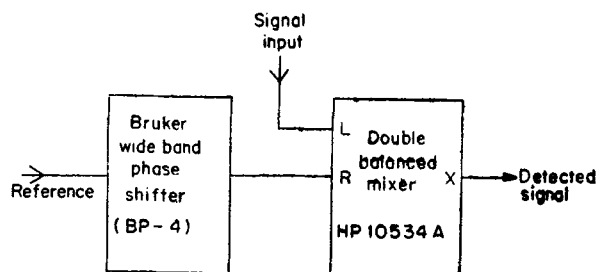 Signal
input
Bruker
wide band
phase
shifter
(BP-4)
Reference
L
R
X
Double
balanced
mixer
HP 10534 A
Detected
signal